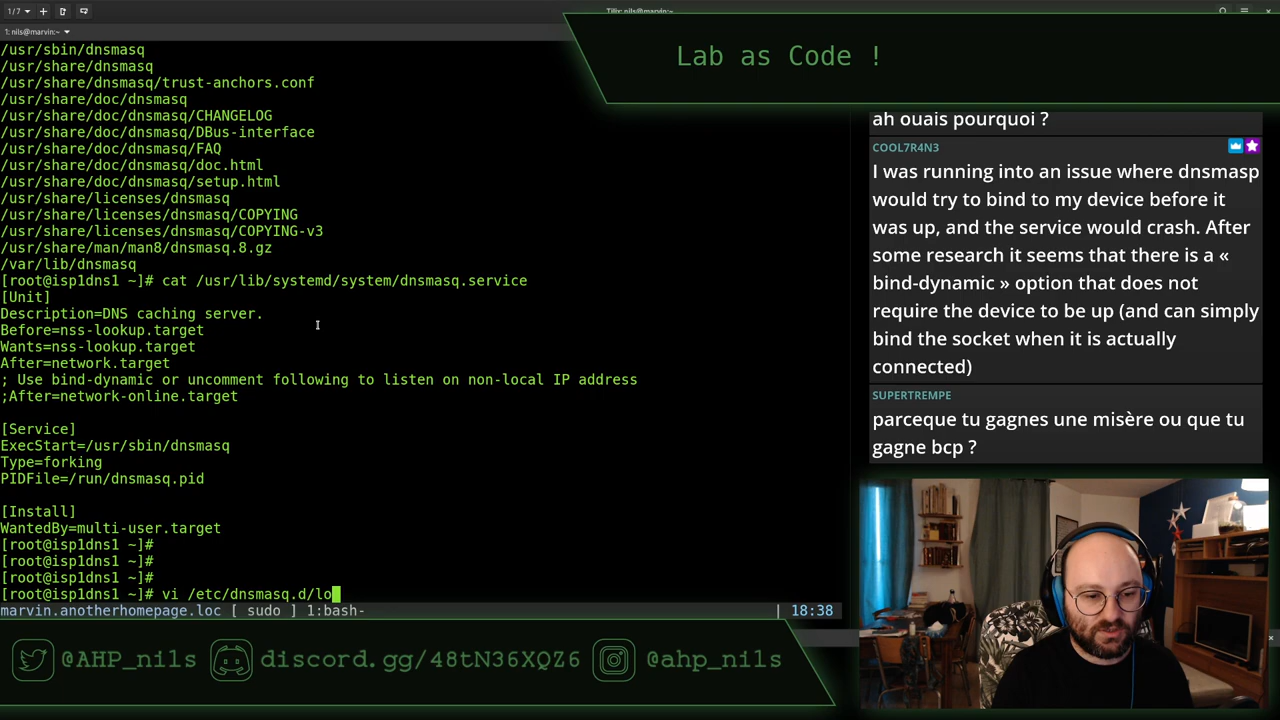 1/7
Tilix: nils@marvin:~
1: nils@marvin:~
Lab as Code !
/usr/sbin/dnsmasq
/usr/share/dnsmasq
/usr/share/dnsmasq/trust-anchors.conf
/usr/share/doc/dnsmasq
/usr/share/doc/dnsmasq/CHANGELOG
/usr/share/doc/dnsmasq/DBus-interface
/usr/share/doc/dnsmasq/FAQ
/usr/share/doc/dnsmasq/doc.html
/usr/share/doc/dnsmasq/setup.html
/usr/share/licenses/dnsmasq
/usr/share/licenses/dnsmasq/COPYING
/usr/share/licenses/dnsmasq/COPYING-v3
/usr/share/man/man8/dnsmasq.8.gz
/var/lib/dnsmasq
[root@isp1dns1 ~]# cat /usr/lib/systemd/system/dnsmasq.service
[Unit]
Description=DNS caching server.
Before=nss-lookup.target
Wants=nss-lookup.target
After=network.target
; Use bind-dynamic or uncomment following to listen on non-local IP address
;After=network-online.target
[Service]
ExecStart=/usr/sbin/dnsmasq
Type=forking
PIDFile=/run/dnsmasq.pid
[Install]
WantedBy=multi-user.target
[root@isp1dns1 ~]#
[root@isp1dns1 ~]#
[root@isp1dns1 ~]#
[root@isp1dns1 ~]# vi /etc/dnsmasq.d/lo
marvin.anotherhomepage.loc [ sudo ] 1:bash- | 18:38
ah ouais pourquoi ?
COOL7R4N3
I was running into an issue where dnsmasp
would try to bind to my device before it
was up, and the service would crash. After
some research it seems that there is a «
bind-dynamic » option that does not
require the device to be up (and can simply
bind the socket when it is actually
connected)
SUPERTREMPE
parceque tu gagnes une misère ou que tu
gagne bcp ?
@AHP_nils discord.gg/48tN36XQZ6 @ahp_nils